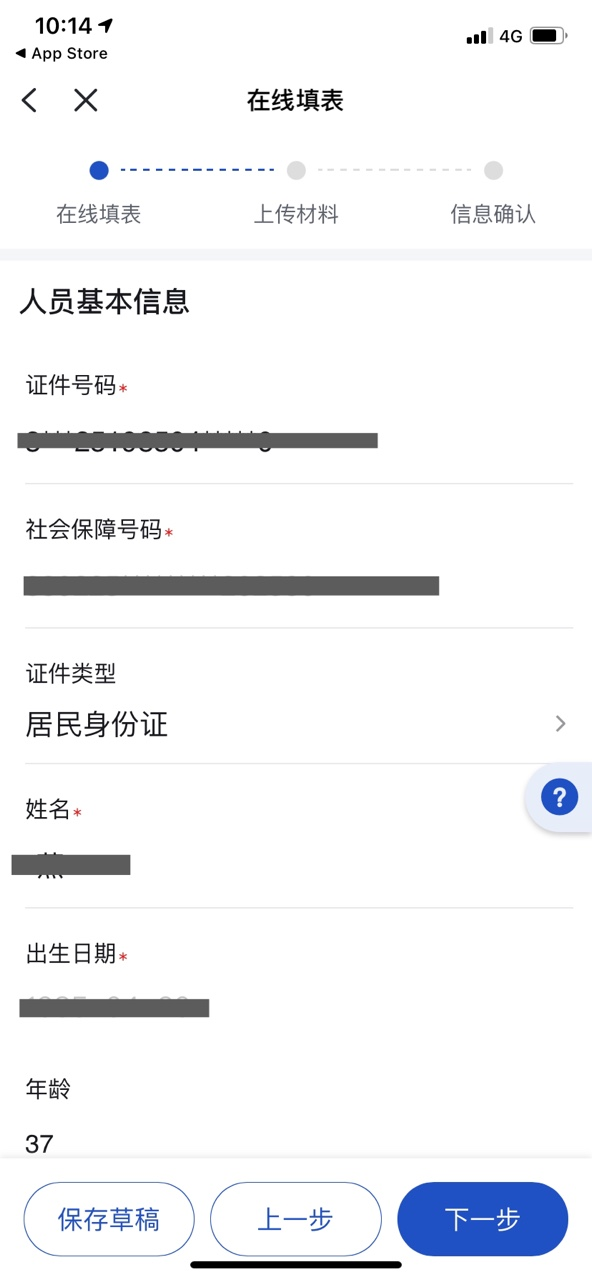 10:14
4G
App Store
在线填表
在线填表 上传材料 信息确认
人员基本信息
证件号码*
社会保障号码*
证件类型
居民身份证
?
姓名*
出生日期*
年龄
37
保存草稿 上一步 下一步